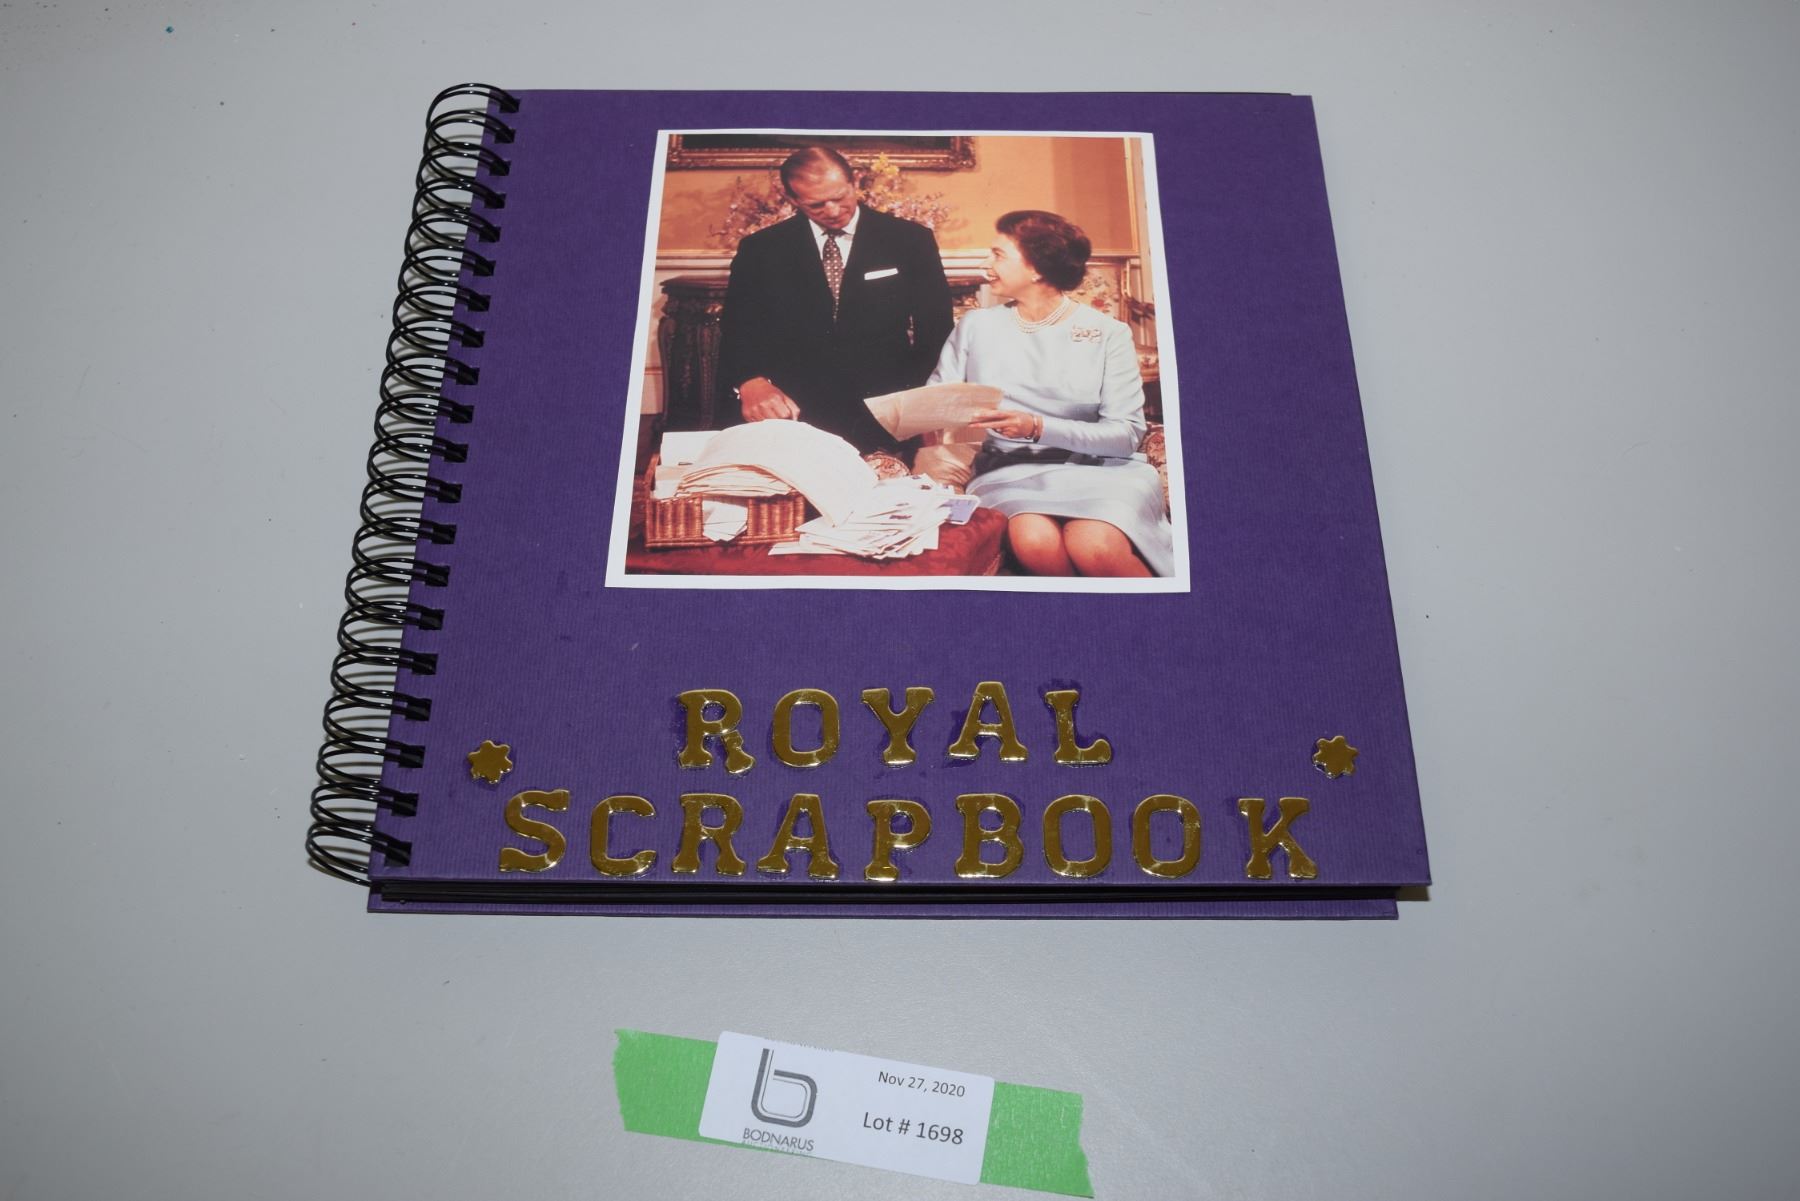 ROYAL
SCRAPBOOK
Nov 27, 2020
Lot # 1698
BODNARUS